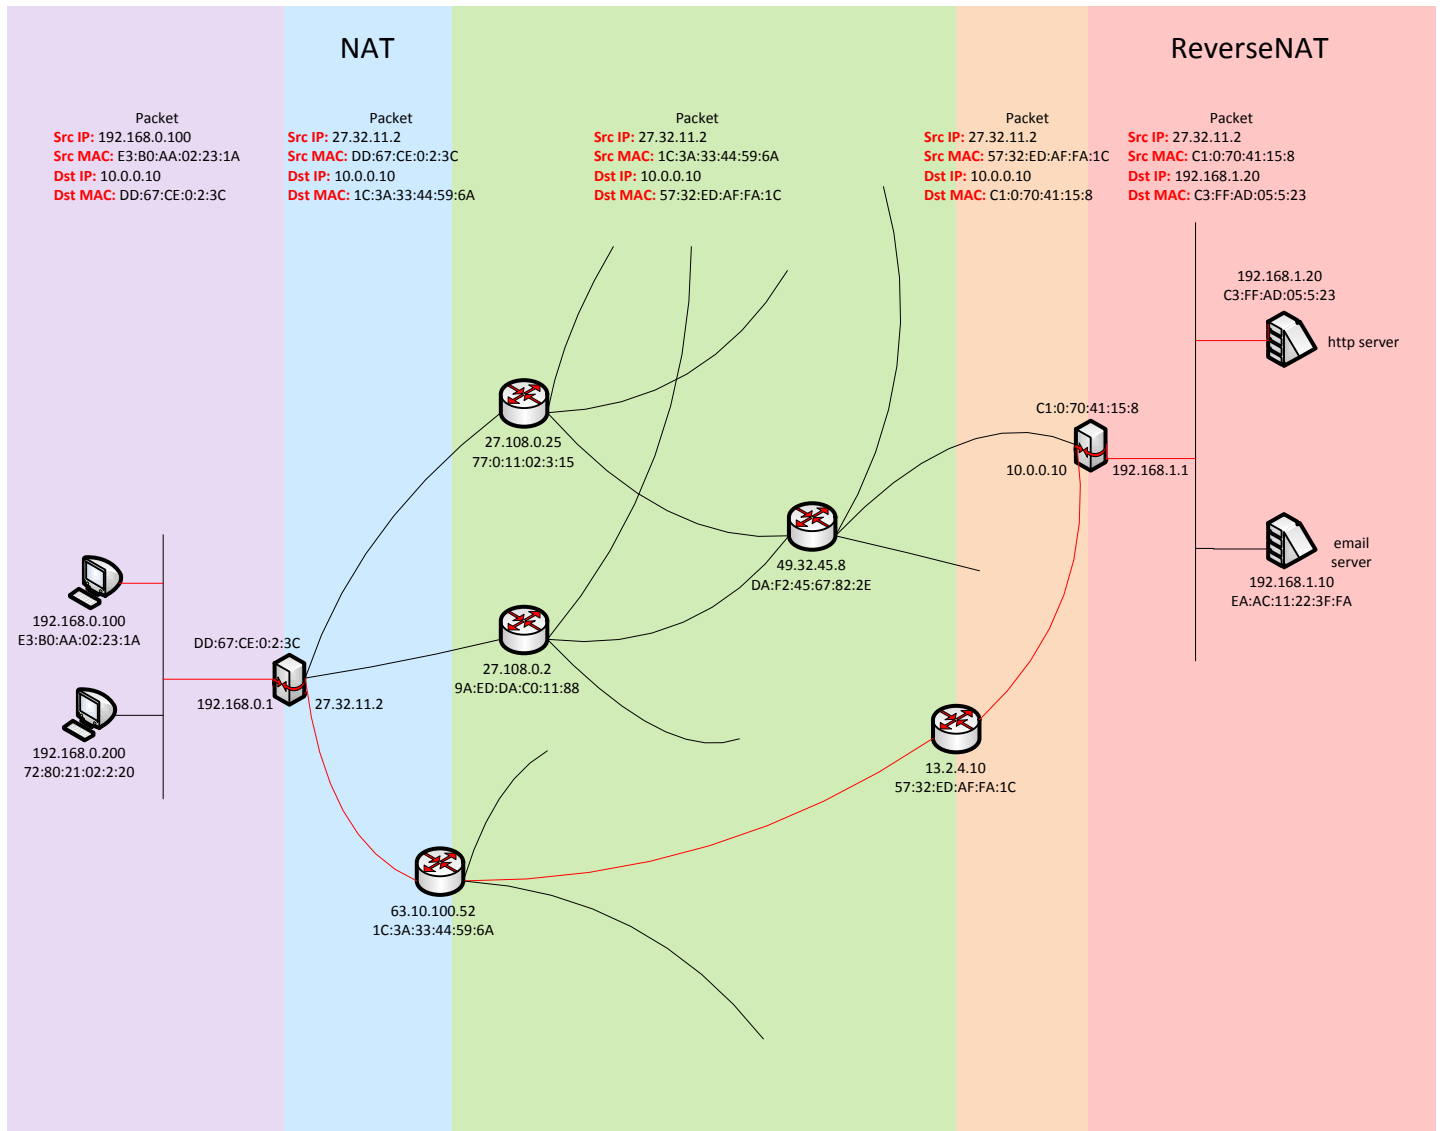 NAT
ReverseNAT
Packet
Src IP: 192.168.0.100
Src MAC: E3:B0:AA:02:23:1A
Dst IP: 10.0.0.10
Dst MAC: DD:67:CE:0:2:3C
Packet
Src IP: 27.32.11.2
Src MAC: DD:67:CE:0:2:3C
Dst IP: 10.0.0.10
Dst MAC: 1C:3A:33:44:59:6A
Packet
Src IP: 27.32.11.2
Src MAC: 1C:3A:33:44:59:6A
Dst IP: 10.0.0.10
Dst MAC: 57:32:ED:AF:FA:1C
Packet
Src IP: 27.32.11.2
Src MAC: 57:32:ED:AF:FA:1C
Dst IP: 10.0.0.10
Dst MAC: C1:0:70:41:15:8
Packet
Src IP: 27.32.11.2
Src MAC: C1:0:70:41:15:8
Dst IP: 192.168.1.20
Dst MAC: C3:FF:AD:05:5:23
192.168.1.20
C3:FF:AD:05:5:23
http server
C1:0:70:41:15:8
10.0.0.10
192.168.1.1
27.108.0.25
77:0:11:02:3:15
49.32.45.8
DA:F2:45:67:82:2E
email
server
192.168.1.10
EA:AC:11:22:3F:FA
192.168.0.100
E3:B0:AA:02:23:1A
DD:67:CE:0:2:3C
192.168.0.1
27.32.11.2
27.108.0.2
9A:ED:DA:C0:11:88
192.168.0.200
72:80:21:02:2:20
13.2.4.10
57:32:ED:AF:FA:1C
63.10.100.52
1C:3A:33:44:59:6A